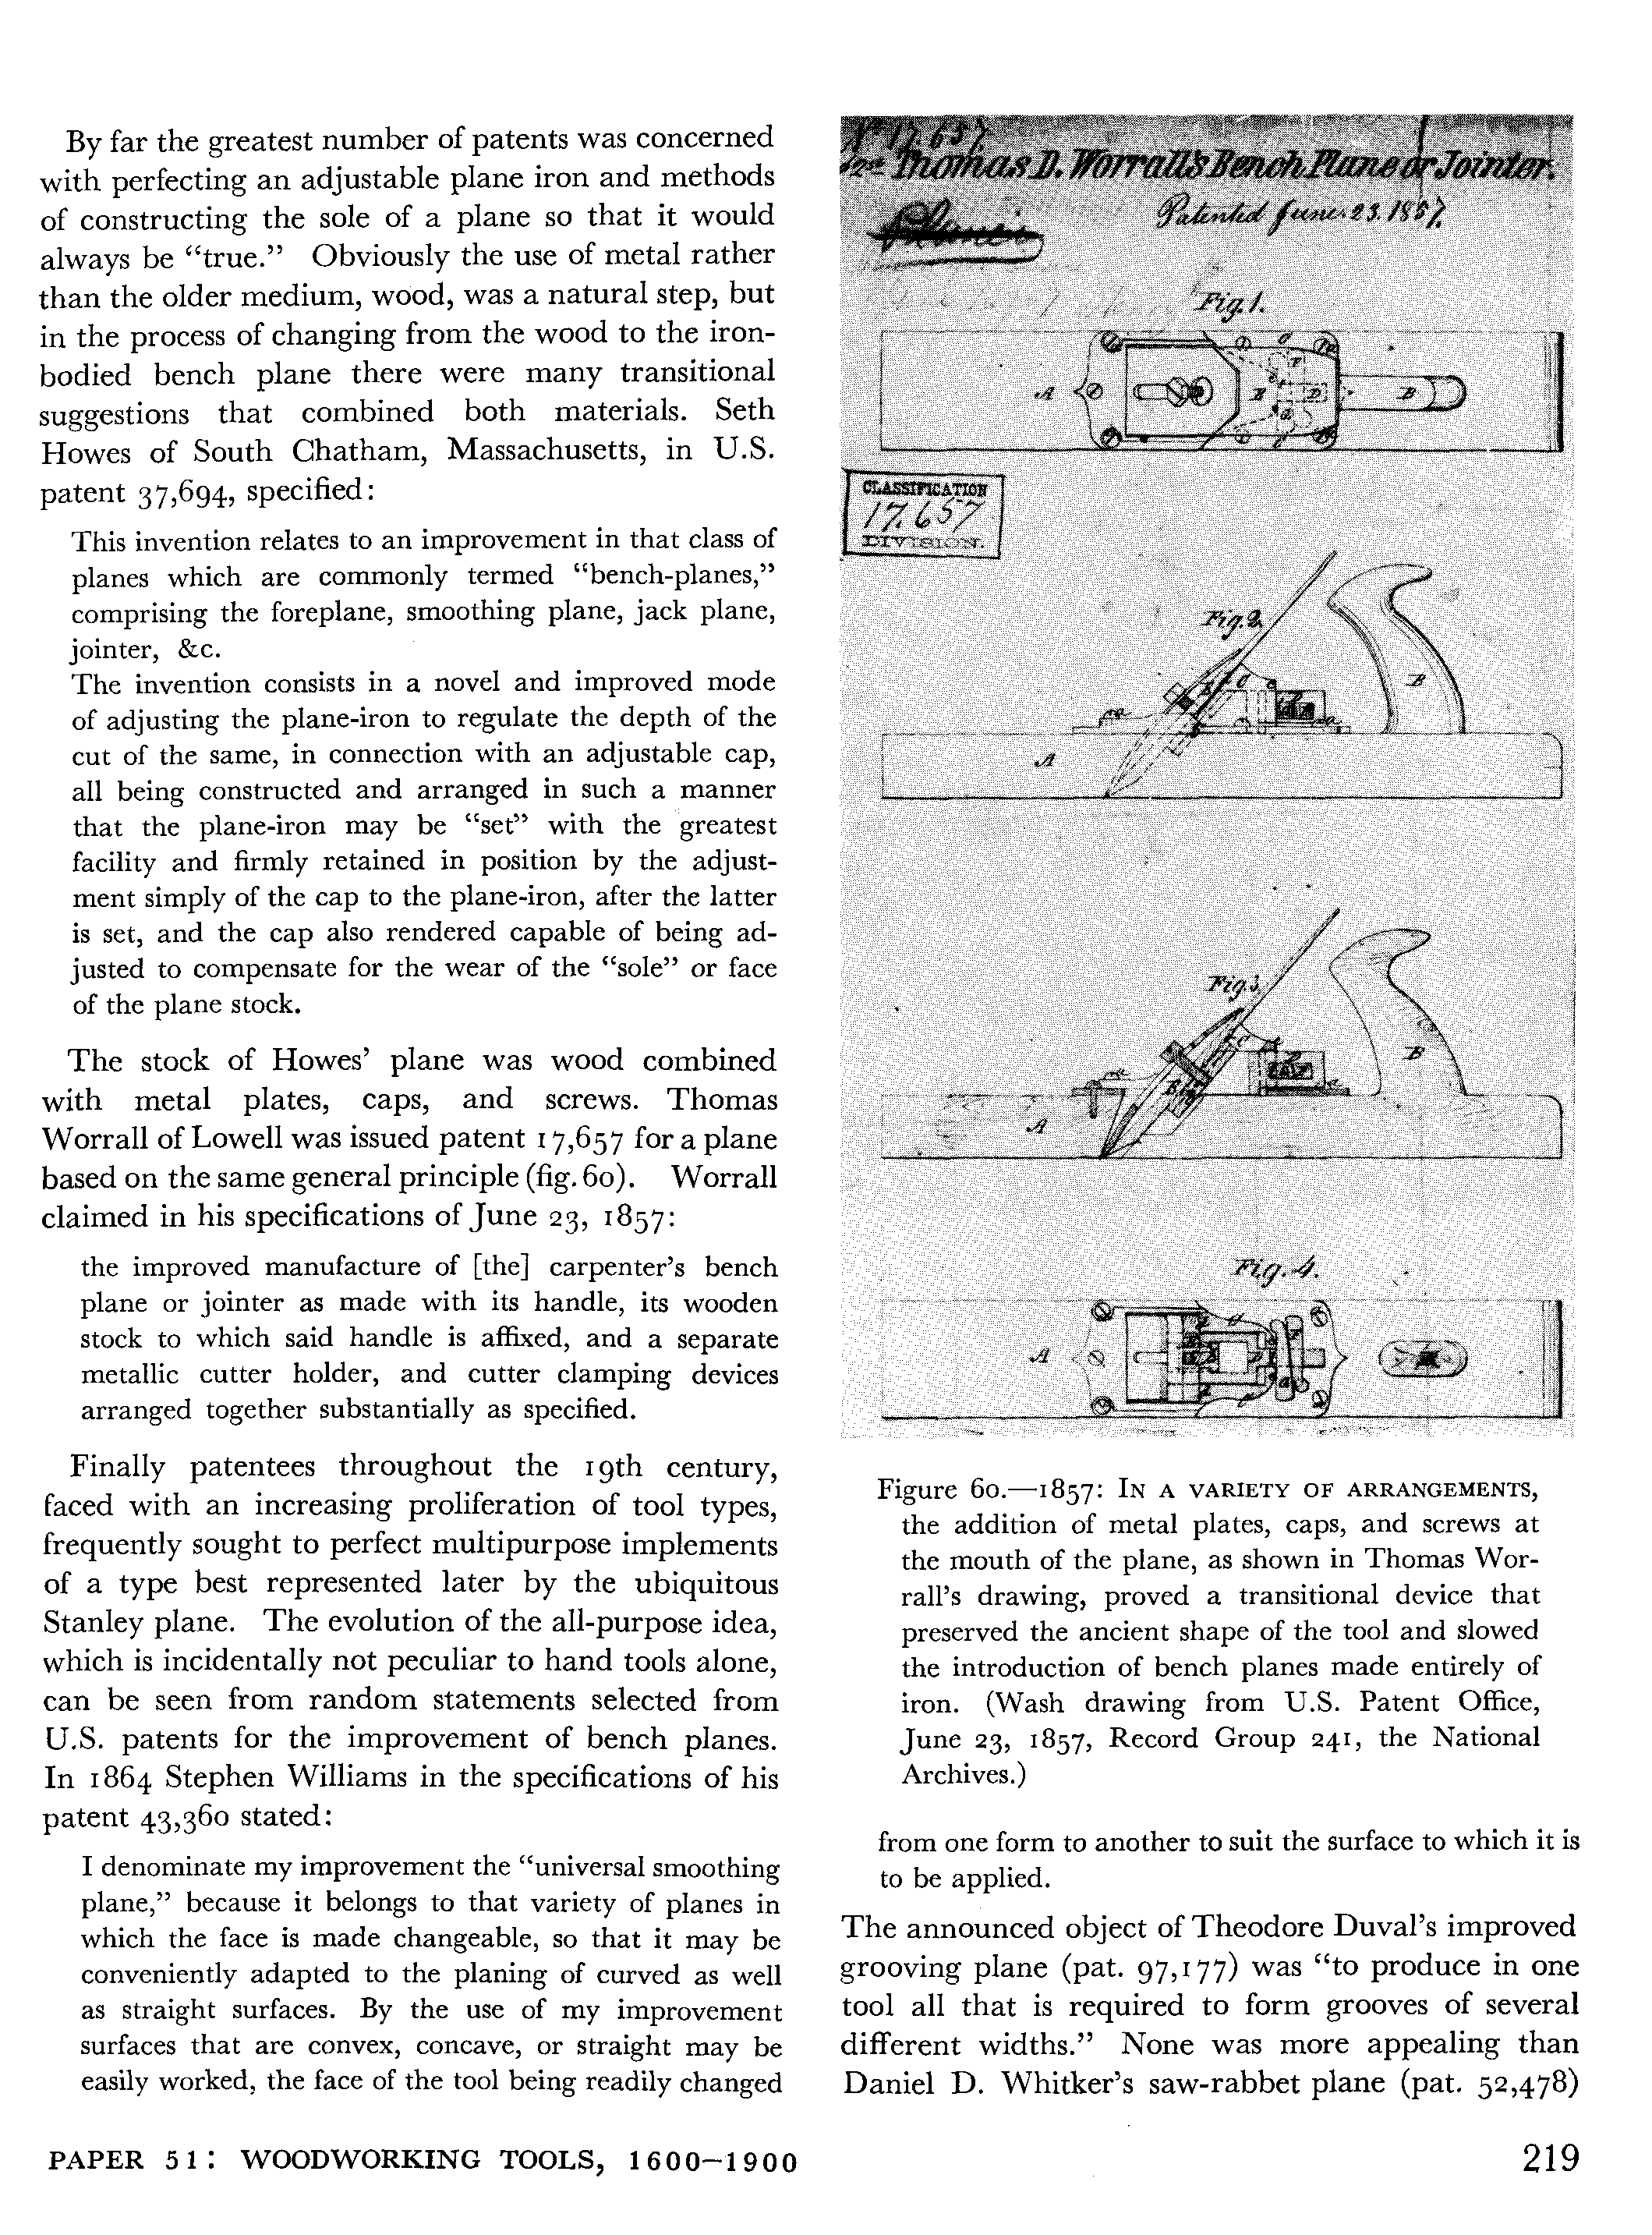 By far the greatest number of patents was concerned
with perfecting an adjustable plane iron and methods
of constructing the sole of a plane so that it would
always be “true.” Obviously the use of metal rather
than the older medium, wood, was a natural step, but
in the process of changing from the wood to the iron-
bodied bench plane there were many transitional
suggestions that combined both materials. Seth
Howes of South Chatham, Massachusetts, in U.S.
patent 37,694, specified:
This invention relates to an improvement in that class of
planes which are commonly termed “bench-planes,”
comprising the foreplane, smoothing plane, jack plane,
jointer, &c.
The invention consists in a novel and improved mode
of adjusting the plane-iron to regulate the depth of the
cut of the same, in connection with an adjustable cap,
all being constructed and arranged in such a manner
that the plane-iron may be “set” with the greatest
facility and firmly retained in position by the adjust-
ment simply of the cap to the plane-iron, after the latter
is set, and the cap also rendered capable of being ad-
justed to compensate for the wear of the “sole” or face
of the plane stock.
The stock of Howes’ plane was wood combined
with metal plates, caps, and screws. Thomas
Worrall of Lowell was issued patent 17,657 for a plane
based on the same general principle (fig. 60). Worrall
claimed in his specifications of June 23, 1857:
the improved manufacture of [the] carpenter’s bench
plane or jointer as made with its handle, its wooden
stock to which said handle is affixed, and a separate
metallic cutter holder, and cutter clamping devices
arranged together substantially as specified.
Finally patentees throughout the 19th century,
faced with an increasing proliferation of tool types,
frequently sought to perfect multipurpose implements
of a type best represented later by the ubiquitous
Stanley plane. The evolution of the all-purpose idea,
which is incidentally not peculiar to hand tools alone,
can be seen from random statements selected from
U.S. patents for the improvement of bench planes.
In 1864 Stephen Williams in the specifications of his
patent 43,360 stated:
I denominate my improvement the “universal smoothing
plane,” because it belongs to that variety of planes in
which the face is made changeable, so that it may be
conveniently adapted to the planing of curved as well
as straight surfaces. By the use of my improvement
surfaces that are convex, concave, or straight may be
easily worked, the face of the tool being readily changed
No 17.657.
Thomas D. Worrall's Bench Plane or Jointer.
Planes
Patented June. 23. 1857.
Fig. 1.
A
B
D
B
CLASSIFICATION
17.657
DIVISION.
Fig. 2.
B
A
Fig. 3.
B
A
Fig. 4.
A
Figure 60.—1857: IN A VARIETY OF ARRANGEMENTS,
the addition of metal plates, caps, and screws at
the mouth of the plane, as shown in Thomas Wor-
rall’s drawing, proved a transitional device that
preserved the ancient shape of the tool and slowed
the introduction of bench planes made entirely of
iron. (Wash drawing from U.S. Patent Office,
June 23, 1857, Record Group 241, the National
Archives.)
from one form to another to suit the surface to which it is
to be applied.
The announced object of Theodore Duval’s improved
grooving plane (pat. 97,177) was “to produce in one
tool all that is required to form grooves of several
different widths.” None was more appealing than
Daniel D. Whitker’s saw-rabbet plane (pat. 52,478)
PAPER 51: WOODWORKING TOOLS, 1600–1900
219